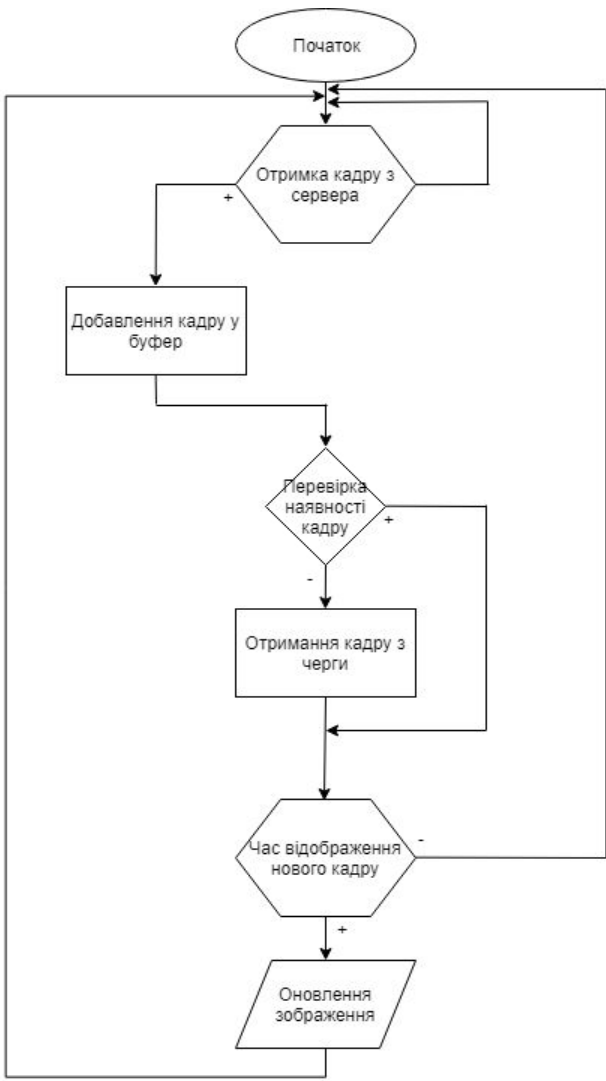 Початок
Отримка кадру з
сервера
+
Добавлення кадру у
буфер
Перевірка
наявності
кадру
+
-
Отримання кадру з
черги
Час відображення
нового кадру
-
+
Оновлення
зображення